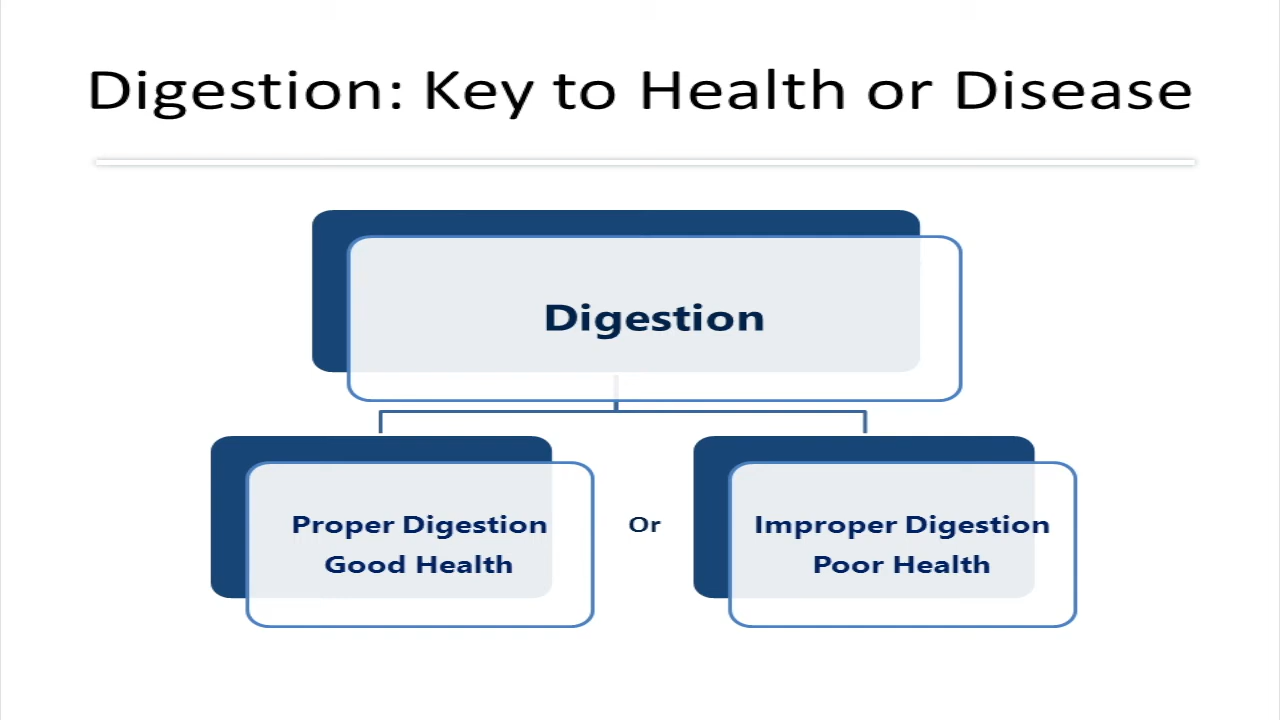 Digestion: Key to Health or Disease
Digestion
Proper Digestion
Good Health
Or
Improper Digestion
Poor Health